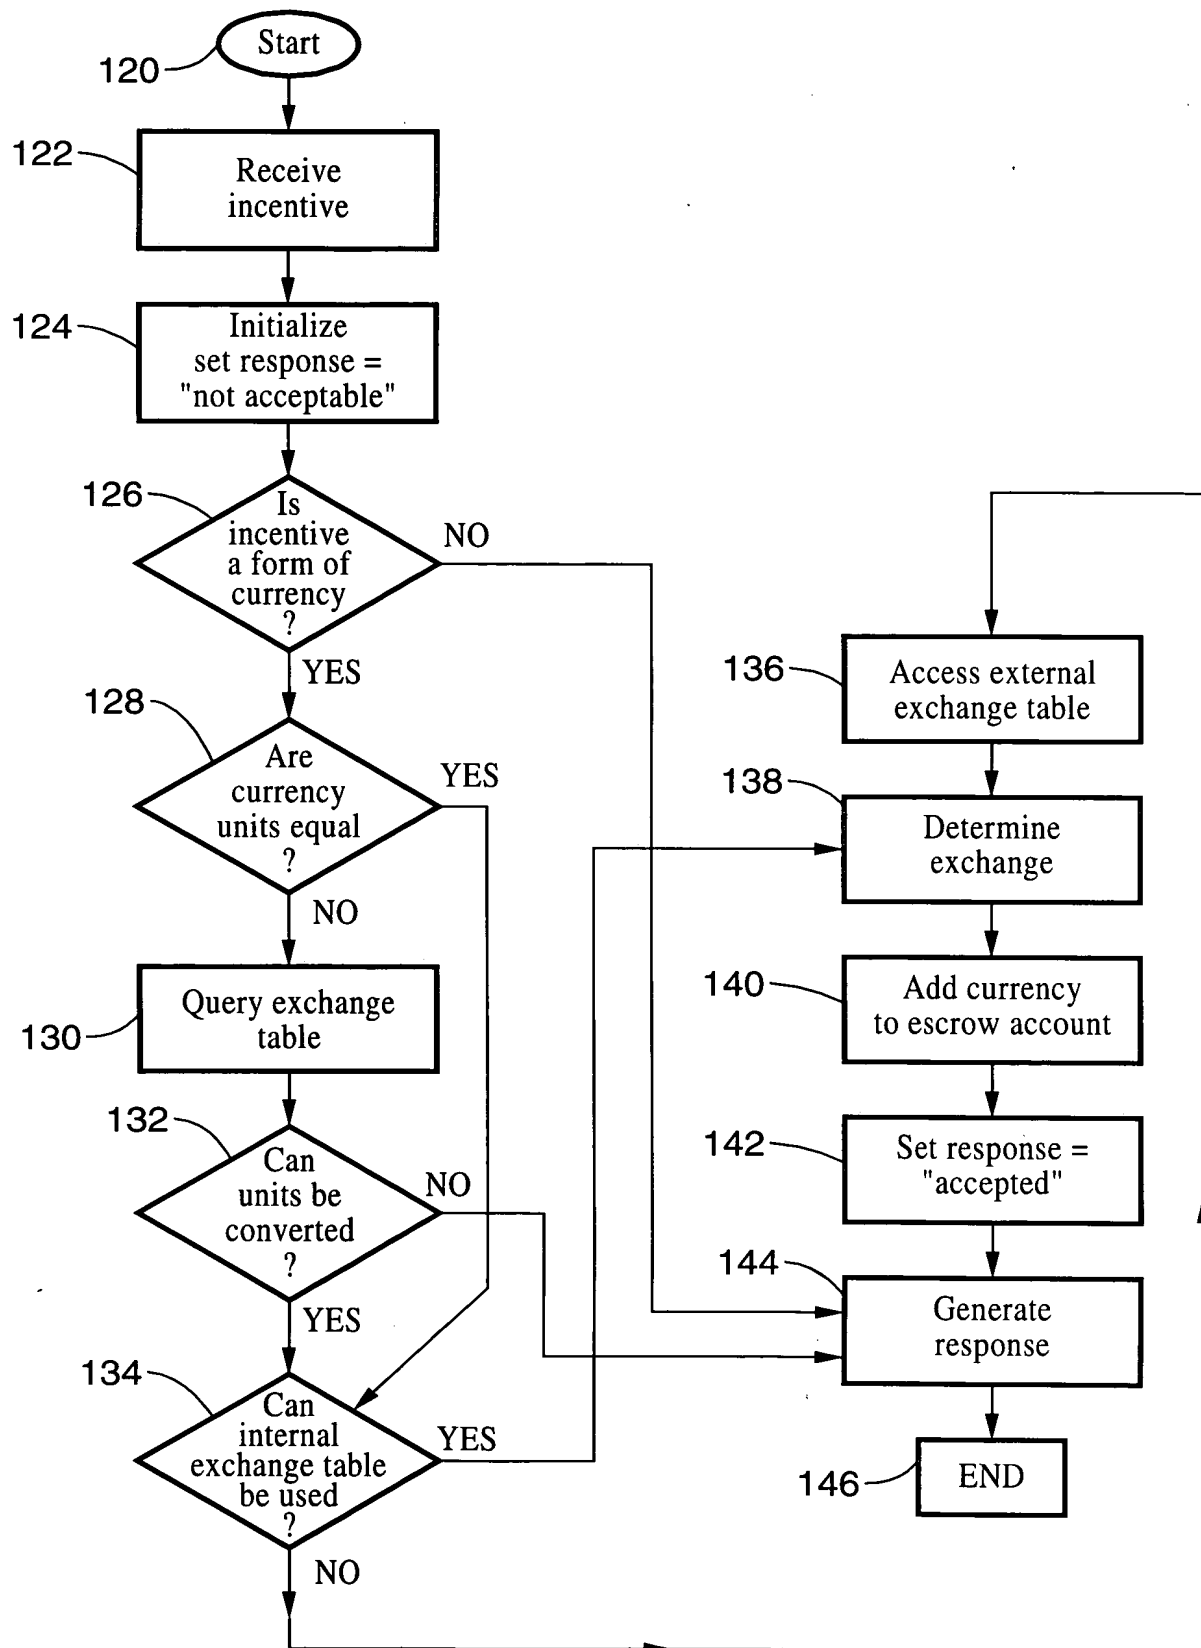 Start
120
122
Receive
incentive
124
Initialize
set response =
"not acceptable"
126
Is
incentive
a form of
currency
?
NO
YES
128
Are
currency
units equal
?
YES
NO
130
Query exchange
table
132
Can
units be
converted
?
NO
YES
134
Can
internal
exchange table
be used
?
YES
NO
136
Access external
exchange table
138
Determine
exchange
140
Add currency
to escrow account
142
Set response =
"accepted"
144
Generate
response
146
END